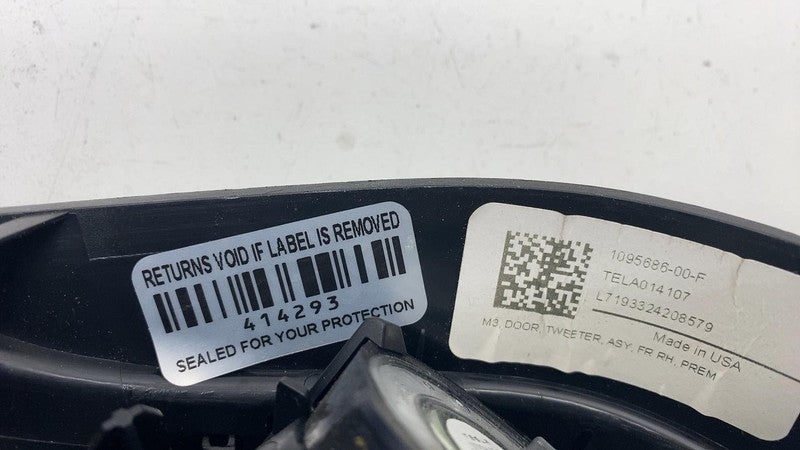 RETURNS VOID IF LABEL IS REMOVED
414293
SEALED FOR YOUR PROTECTION
1095686-00-F
TELA014107
L7193324208579
Made in USA
M3, DOOR, TWEETER, ASY, FR RH, PREM